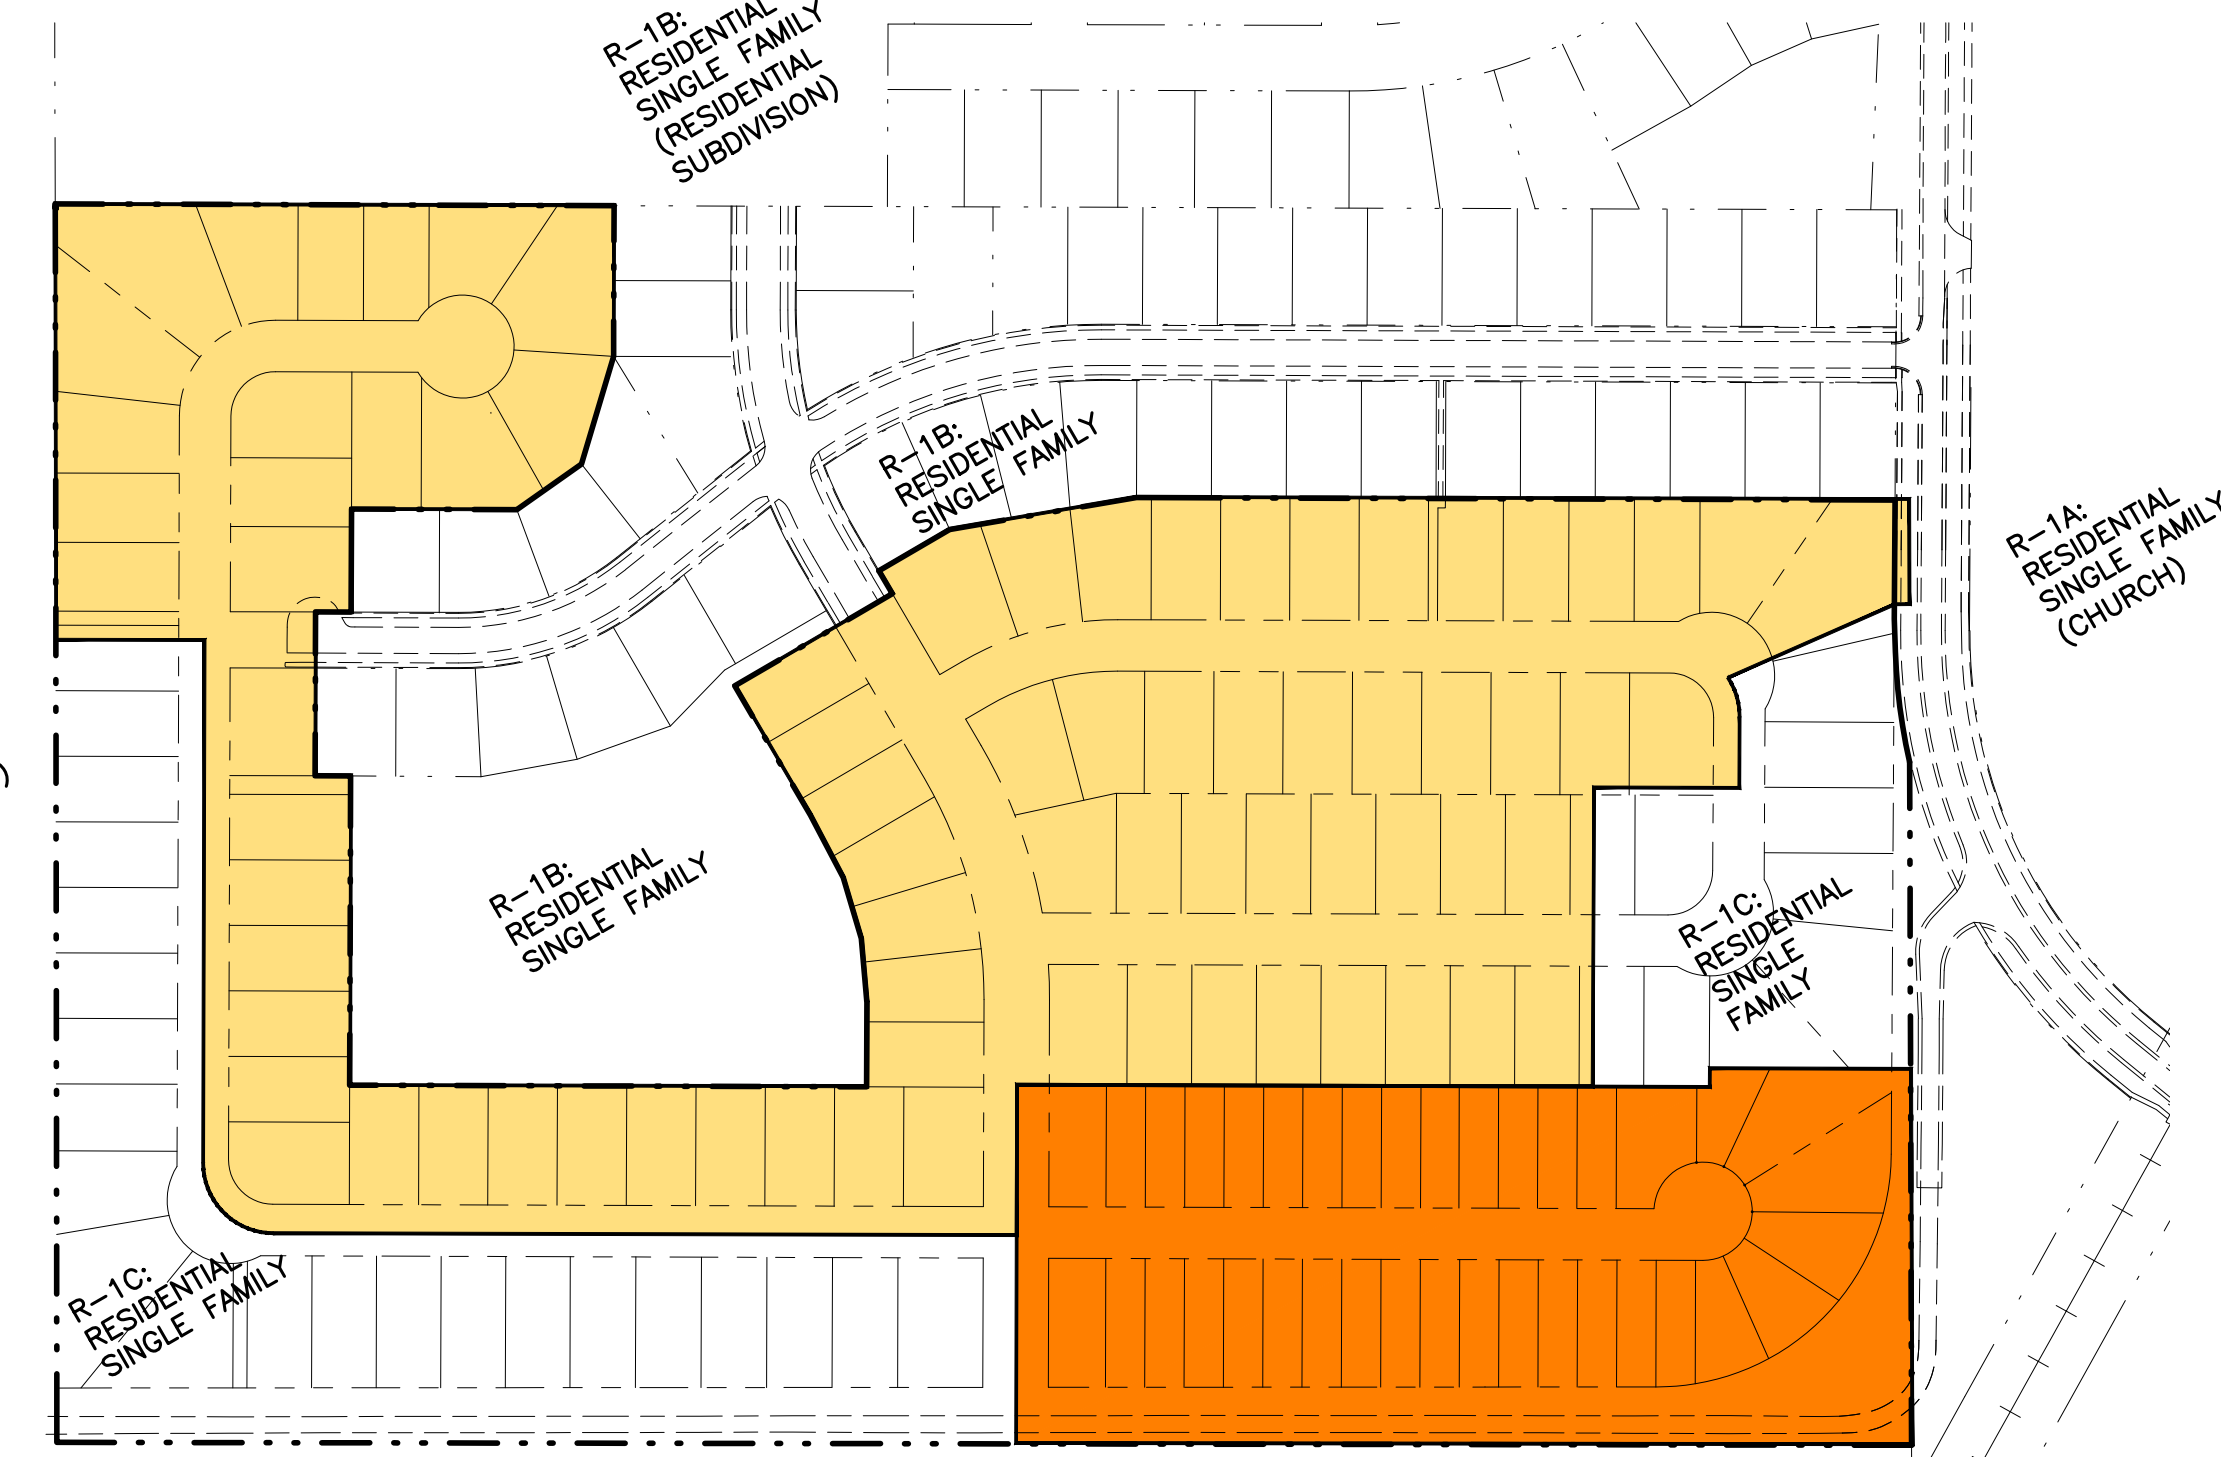 R-1B:
RESIDENTIAL
SINGLE FAMILY
(RESIDENTIAL
SUBDIVISION)
R-1B:
RESIDENTIAL
SINGLE FAMILY
R-1A:
RESIDENTIAL
SINGLE FAMILY
(CHURCH)
R-1B:
RESIDENTIAL
SINGLE FAMILY
R-1C:
RESIDENTIAL
SINGLE
FAMILY
R-1C:
RESIDENTIAL
SINGLE FAMILY